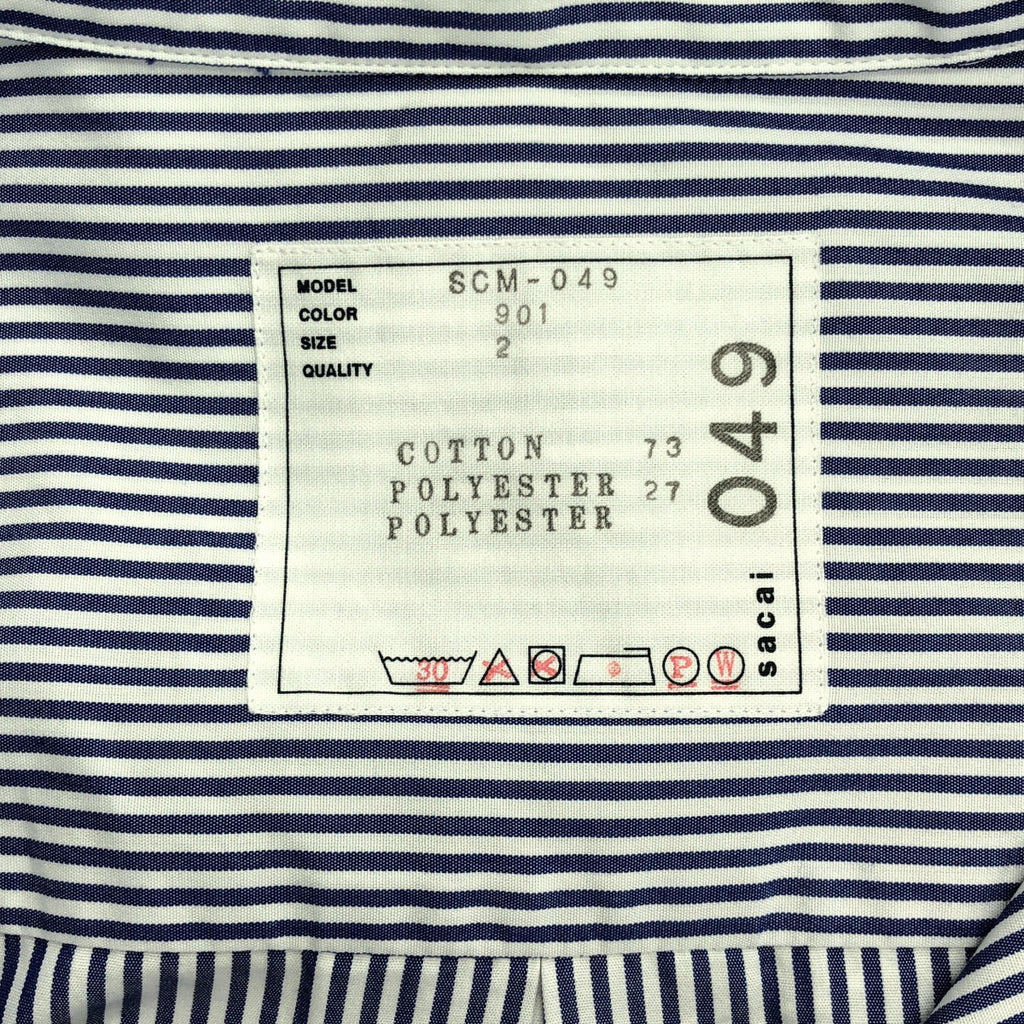 MODEL SCM-049
COLOR 901
SIZE 2
QUALITY
COTTON 73
POLYESTER 27
POLYESTER
30
P
W
049
sacai